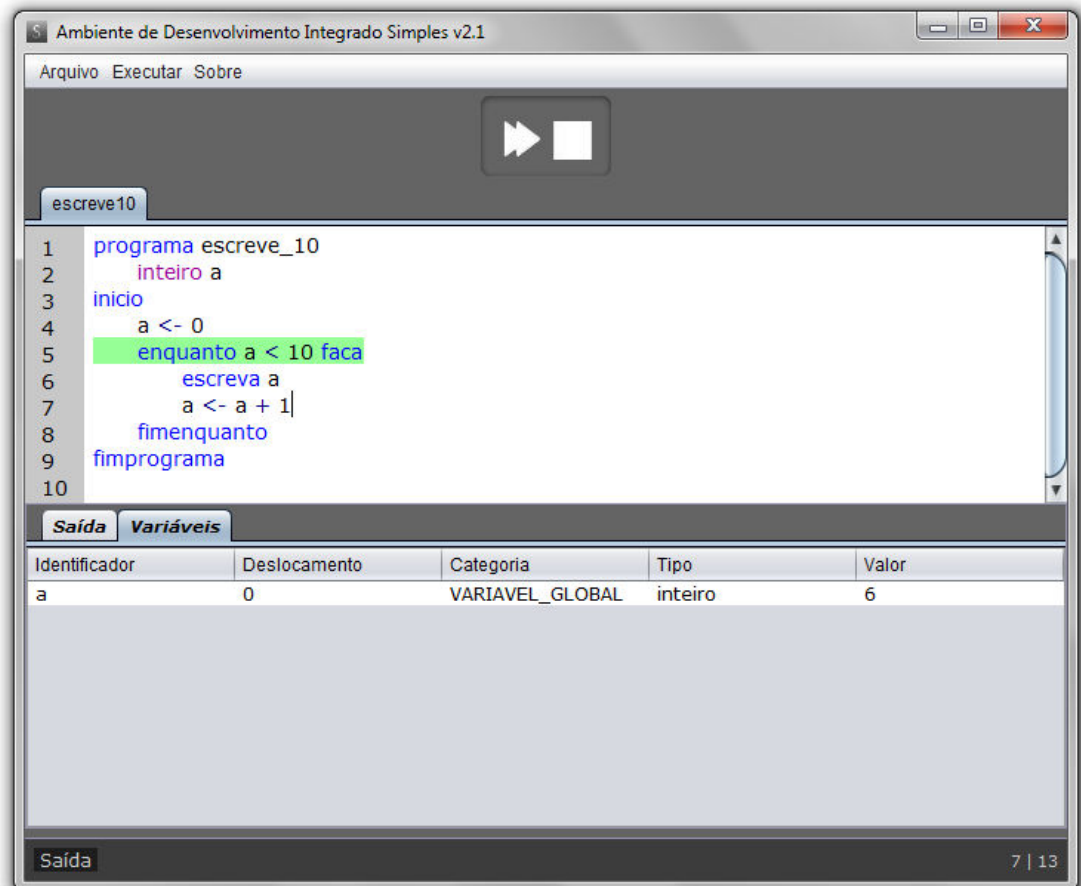 S Ambiente de Desenvolvimento Integrado Simples v2.1
Arquivo Executar Sobre
escreve10
1 programa escreve_10
2 inteiro a
3 inicio
4 a <- 0
5 enquanto a < 10 faca
6 escreva a
7 a <- a + 1
8 fimenquanto
9 fimprograma
10
Saída Variáveis
Identificador Deslocamento Categoria Tipo Valor
a 0 VARIAVEL_GLOBAL inteiro 6
Saída 7 | 13